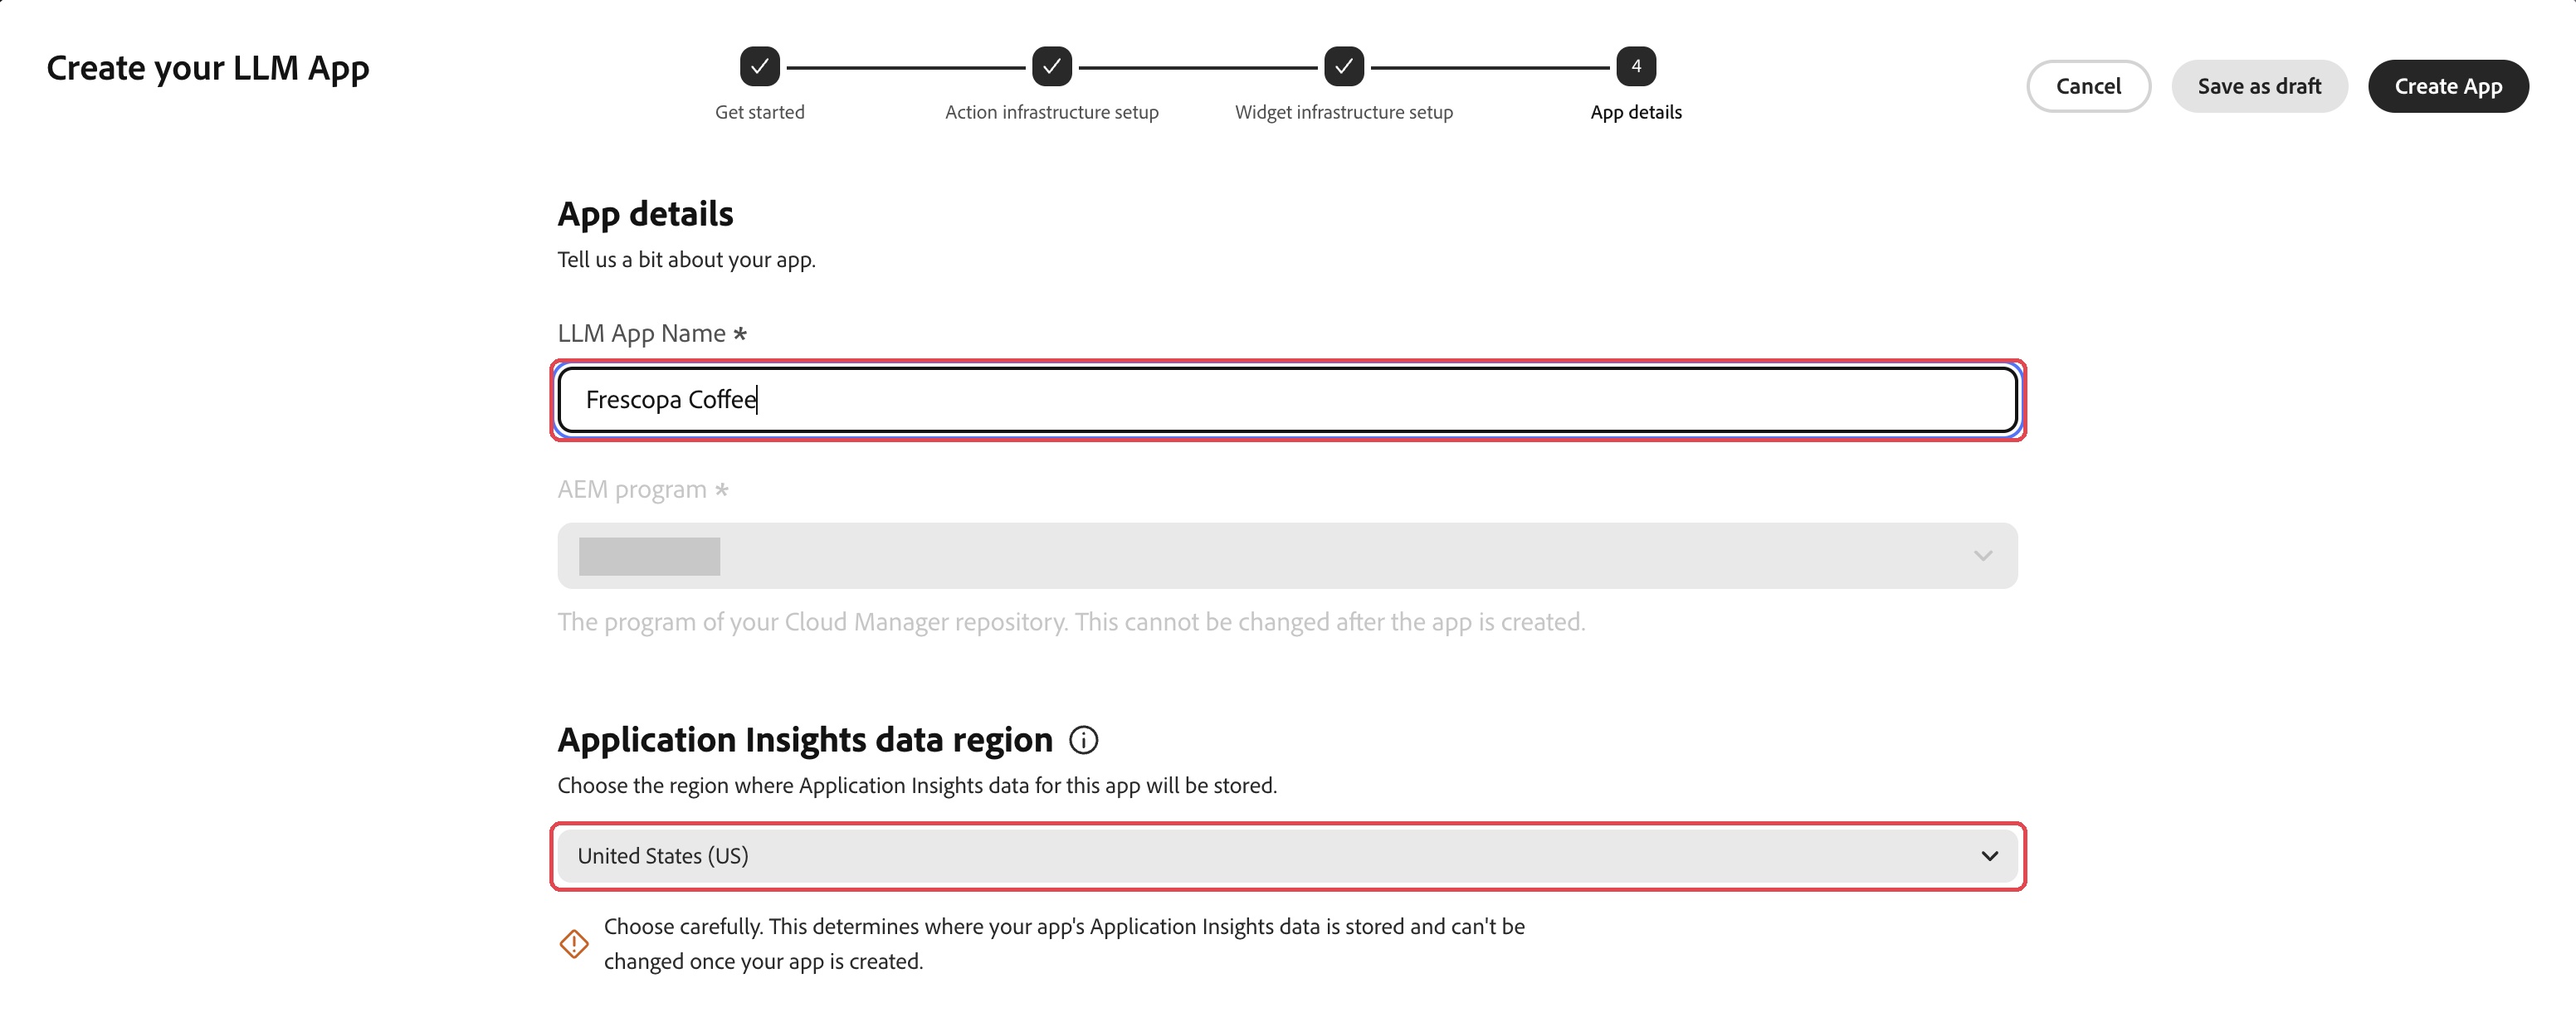 Create your LLM App
4
Get started
Action infrastructure setup
Widget infrastructure setup
App details
Cancel
Save as draft
Create App
App details
Tell us a bit about your app.
LLM App Name *
Frescopa Coffee
AEM program *
The program of your Cloud Manager repository. This cannot be changed after the app is created.
Application Insights data region
Choose the region where Application Insights data for this app will be stored.
United States (US)
Choose carefully. This determines where your app's Application Insights data is stored and can't be
changed once your app is created.